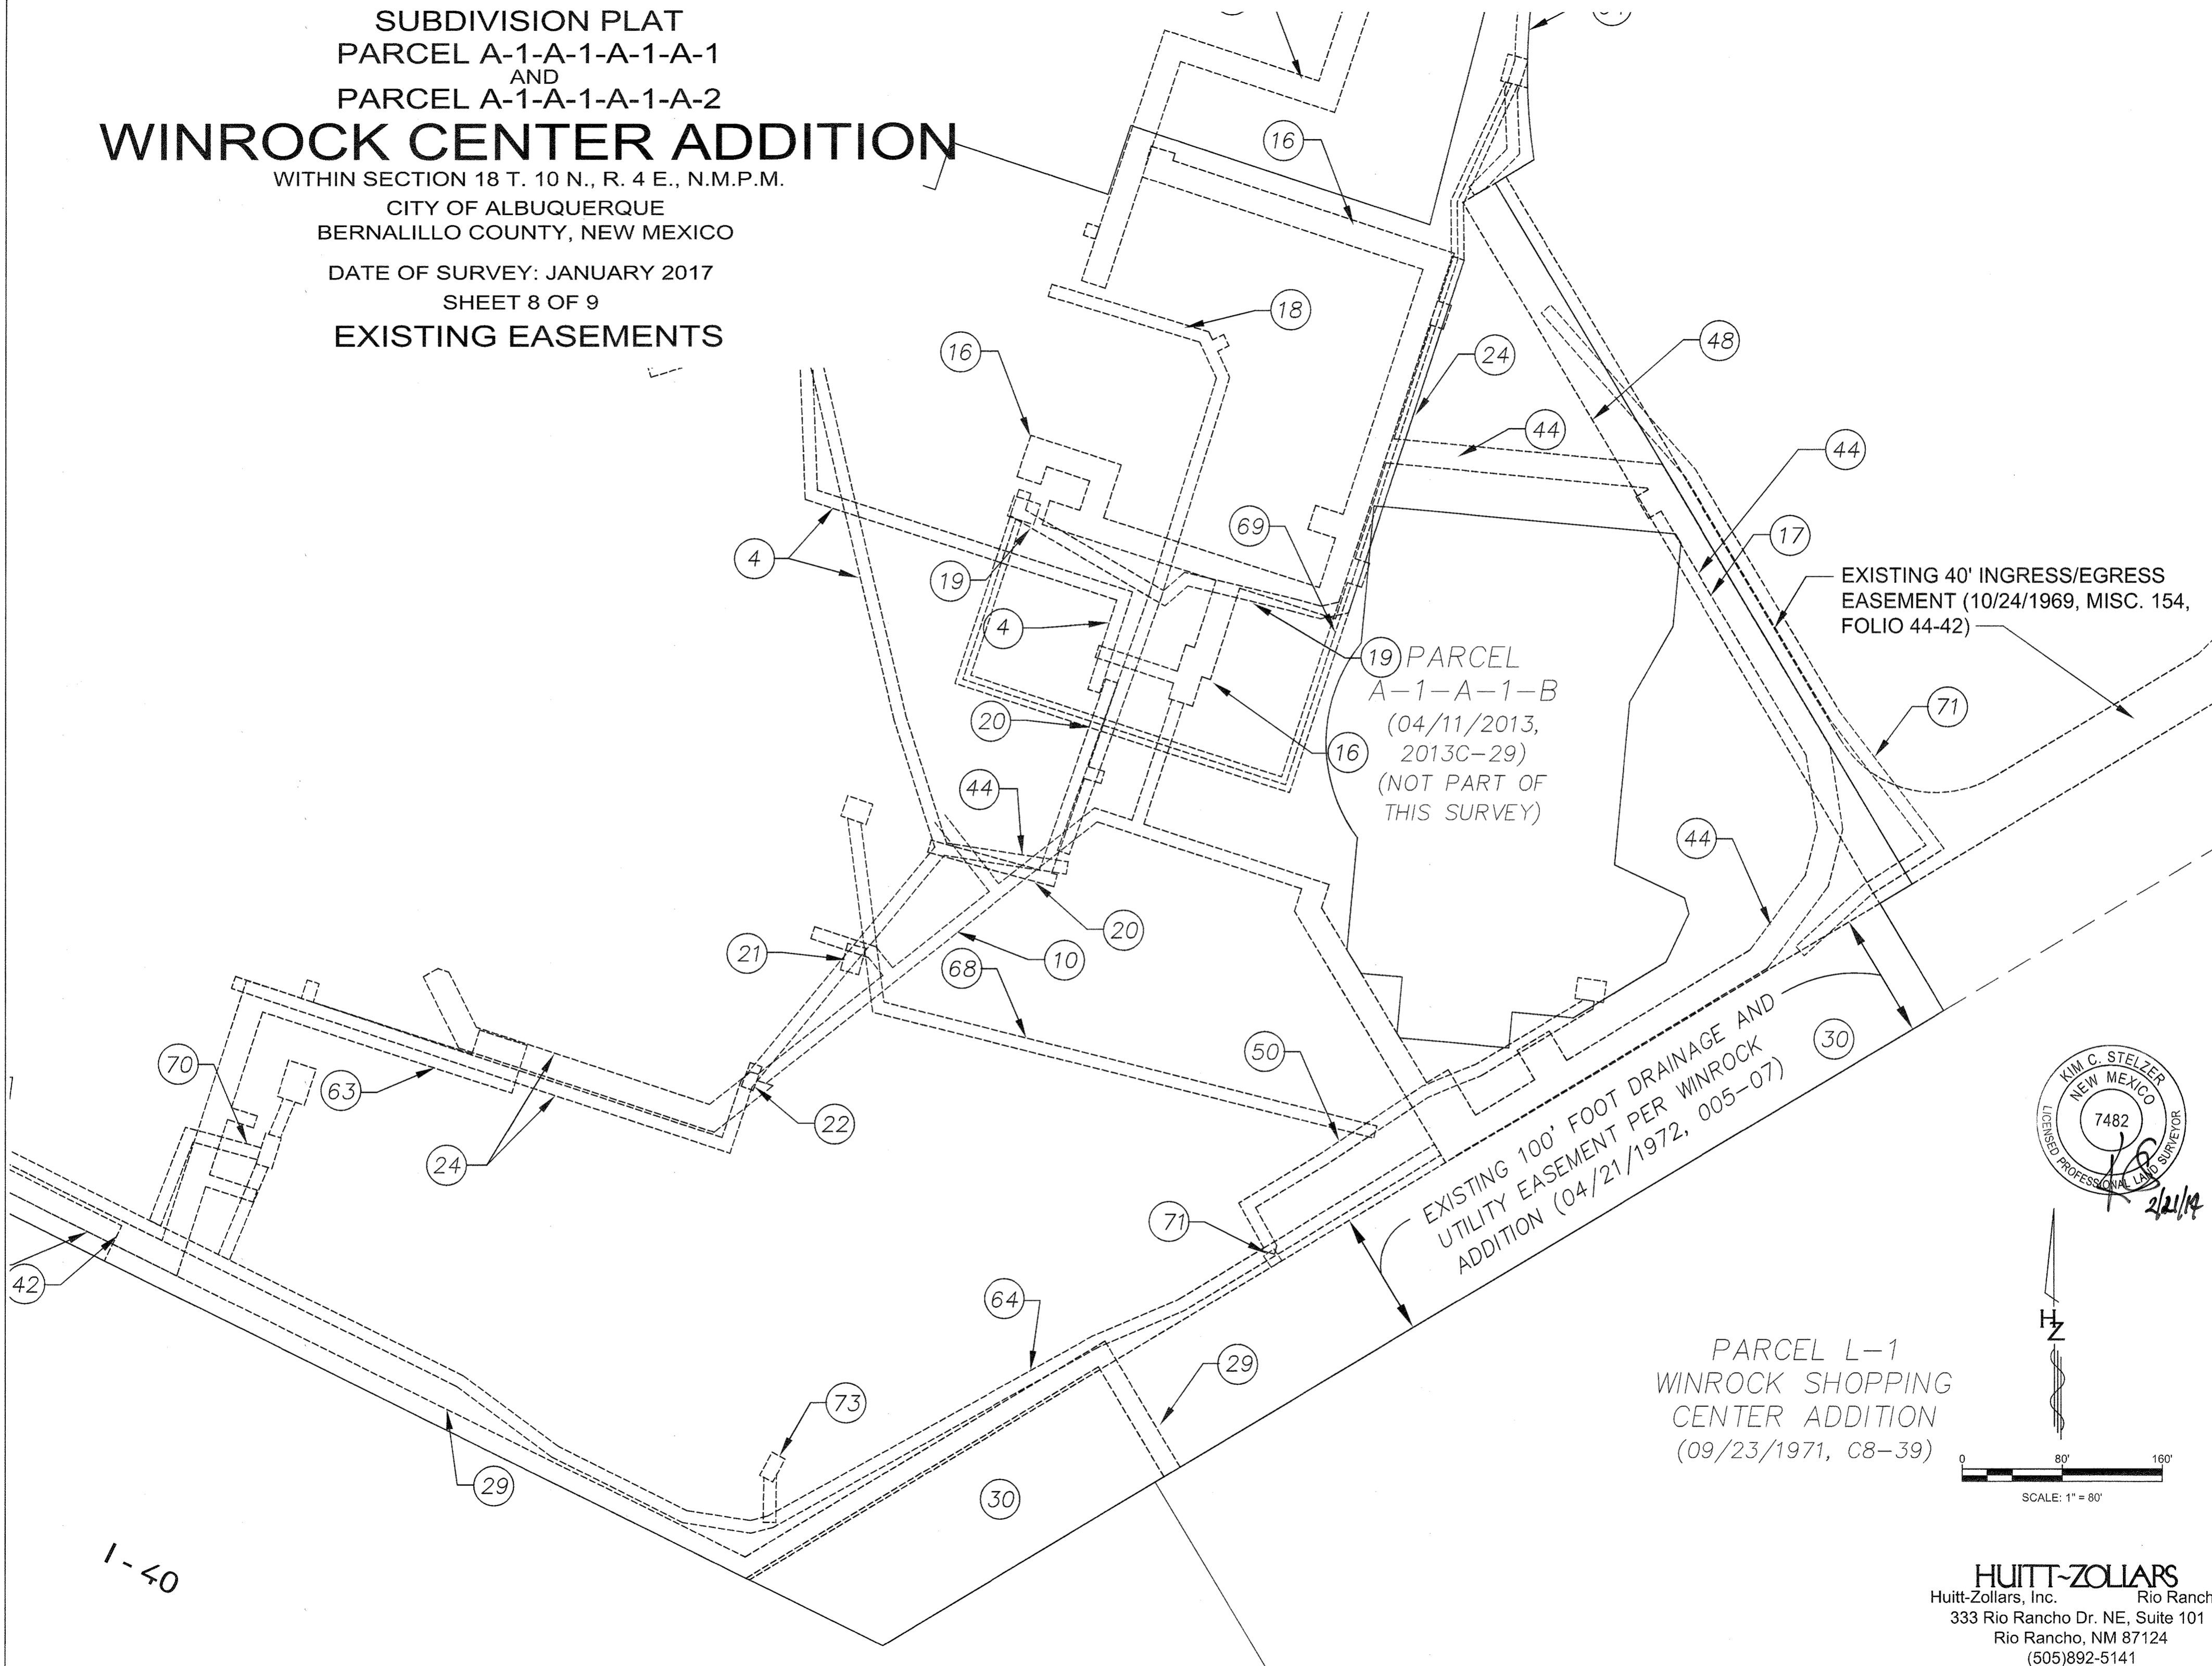 SUBDIVISION PLAT
PARCEL A-1-A-1-A-1-A-1
AND
PARCEL A-1-A-1-A-1-A-2
WINROCK CENTER ADDITION
WITHIN SECTION 18 T. 10 N., R. 4 E., N.M.P.M.
CITY OF ALBUQUERQUE
BERNALILLO COUNTY, NEW MEXICO
DATE OF SURVEY: JANUARY 2017
SHEET 8 OF 9
EXISTING EASEMENTS
16
18
16
24
48
44
44
4
69
17
19
4
EXISTING 40' INGRESS/EGRESS
EASEMENT (10/24/1969, MISC. 154,
FOLIO 44-42)
19
PARCEL
A-1-A-1-B
(04/11/2013,
2013C-29)
(NOT PART OF
THIS SURVEY)
20
16
71
44
44
20
21
10
68
70
63
22
24
50
30
EXISTING 100' FOOT DRAINAGE AND
UTILITY EASEMENT PER WINROCK
ADDITION (04/21/1972, 005-07)
71
42
64
29
73
29
30
I-40
KIM C. STELZER
NEW MEXICO
7482
LICENSED PROFESSIONAL LAND SURVEYOR
HZ
PARCEL L-1
WINROCK SHOPPING
CENTER ADDITION
(09/23/1971, C8-39)
0 80' 160'
SCALE: 1" = 80'
HUITT-ZOLLARS
Huitt-Zollars, Inc. Rio Ranch
333 Rio Rancho Dr. NE, Suite 101
Rio Rancho, NM 87124
(505)892-5141